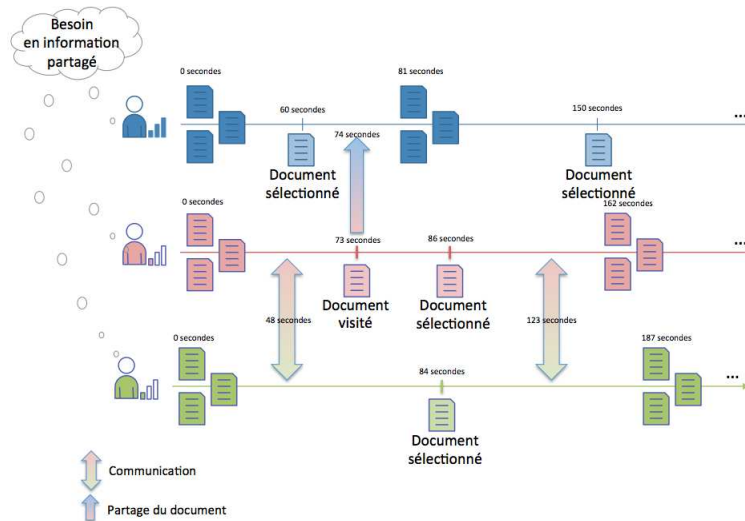 Besoin
en information
partagé
0 secondes
81 secondes
60 secondes
150 secondes
...
74 secondes
Document
sélectionné
Document
sélectionné
0 secondes
162 secondes
73 secondes
86 secondes
...
Document
visité
Document
sélectionné
48 secondes
123 secondes
0 secondes
187 secondes
84 secondes
...
Document
sélectionné
Communication
Partage du document